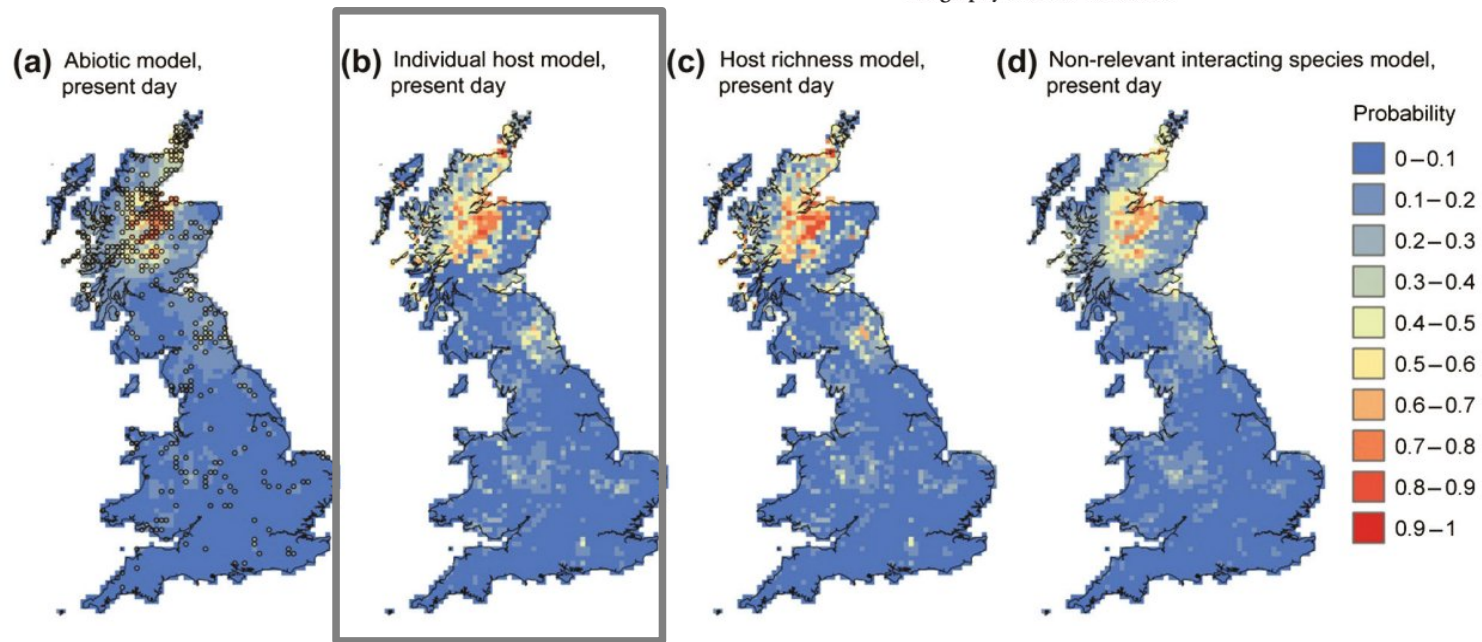 (a) Abiotic model,
present day
(b) Individual host model,
present day
(c) Host richness model,
present day
(d) Non-relevant interacting species model,
present day
Probability
0–0.1
0.1–0.2
0.2–0.3
0.3–0.4
0.4–0.5
0.5–0.6
0.6–0.7
0.7–0.8
0.8–0.9
0.9–1